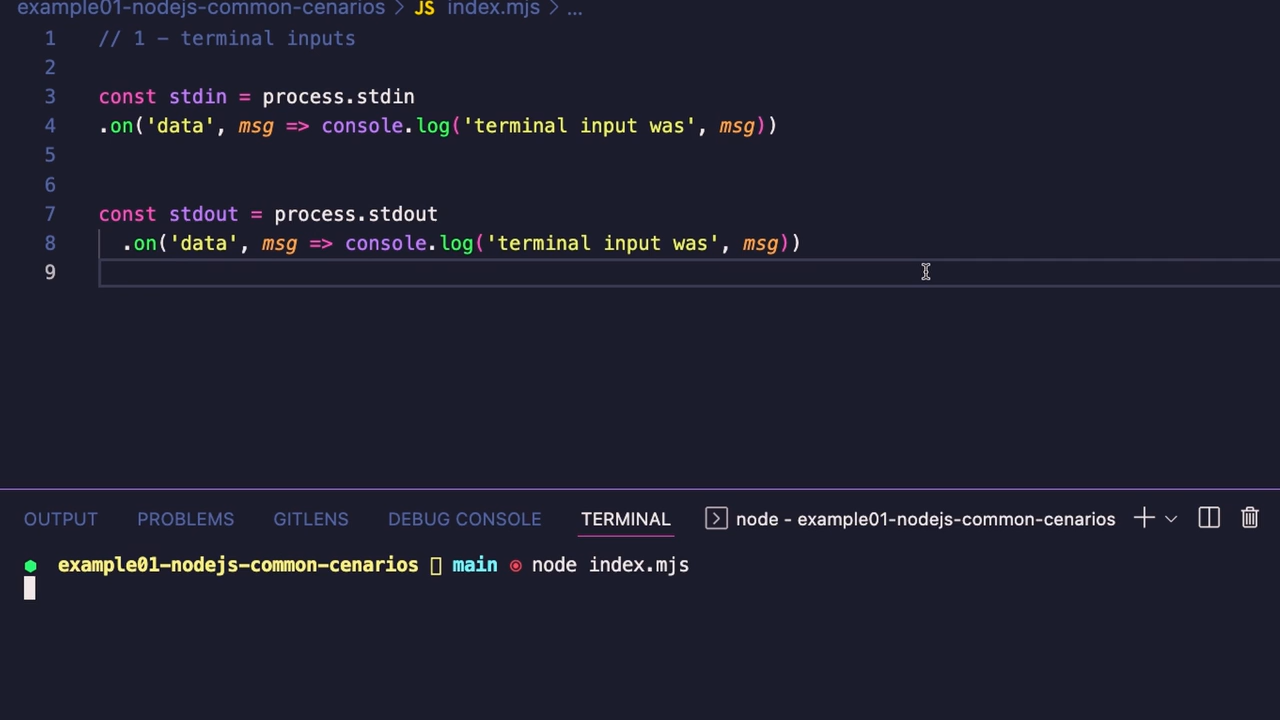 example01-nodejs-common-cenarios > JS index.mjs > ...
1 // 1 - terminal inputs
2
3 const stdin = process.stdin
4 .on('data', msg => console.log('terminal input was', msg))
5
6
7 const stdout = process.stdout
8 .on('data', msg => console.log('terminal input was', msg))
9
OUTPUT PROBLEMS GITLENS DEBUG CONSOLE TERMINAL node - example01-nodejs-common-cenarios
example01-nodejs-common-cenarios main node index.mjs